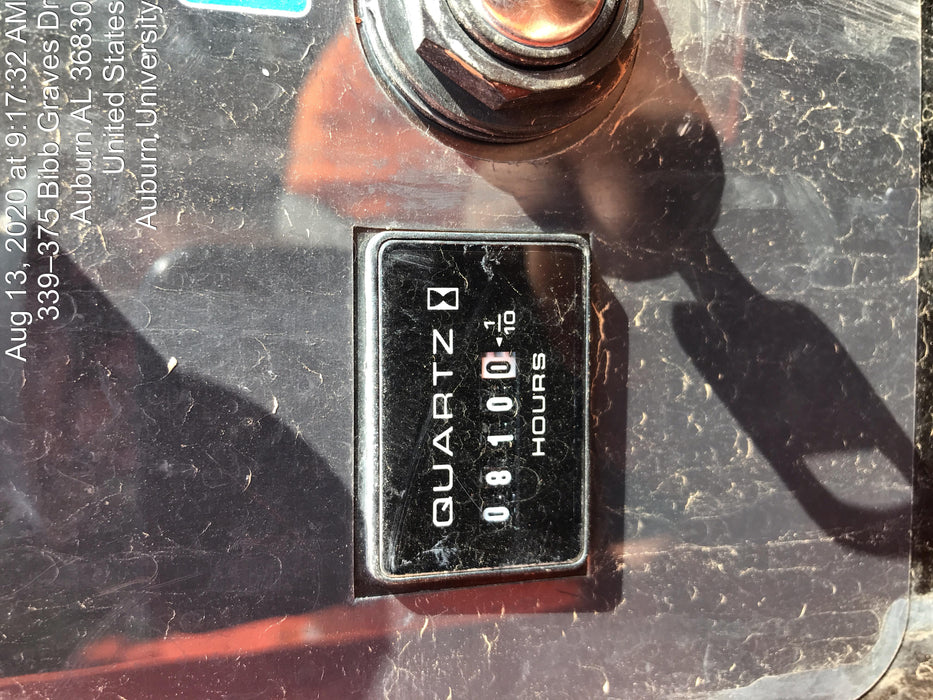 Aug 13, 2020 at 9:17:32 AM
339–375 Bibb Graves Dr
Auburn AL 36830
United States
Auburn University
QUARTZ
0 8 1 0 0
1/10
HOURS